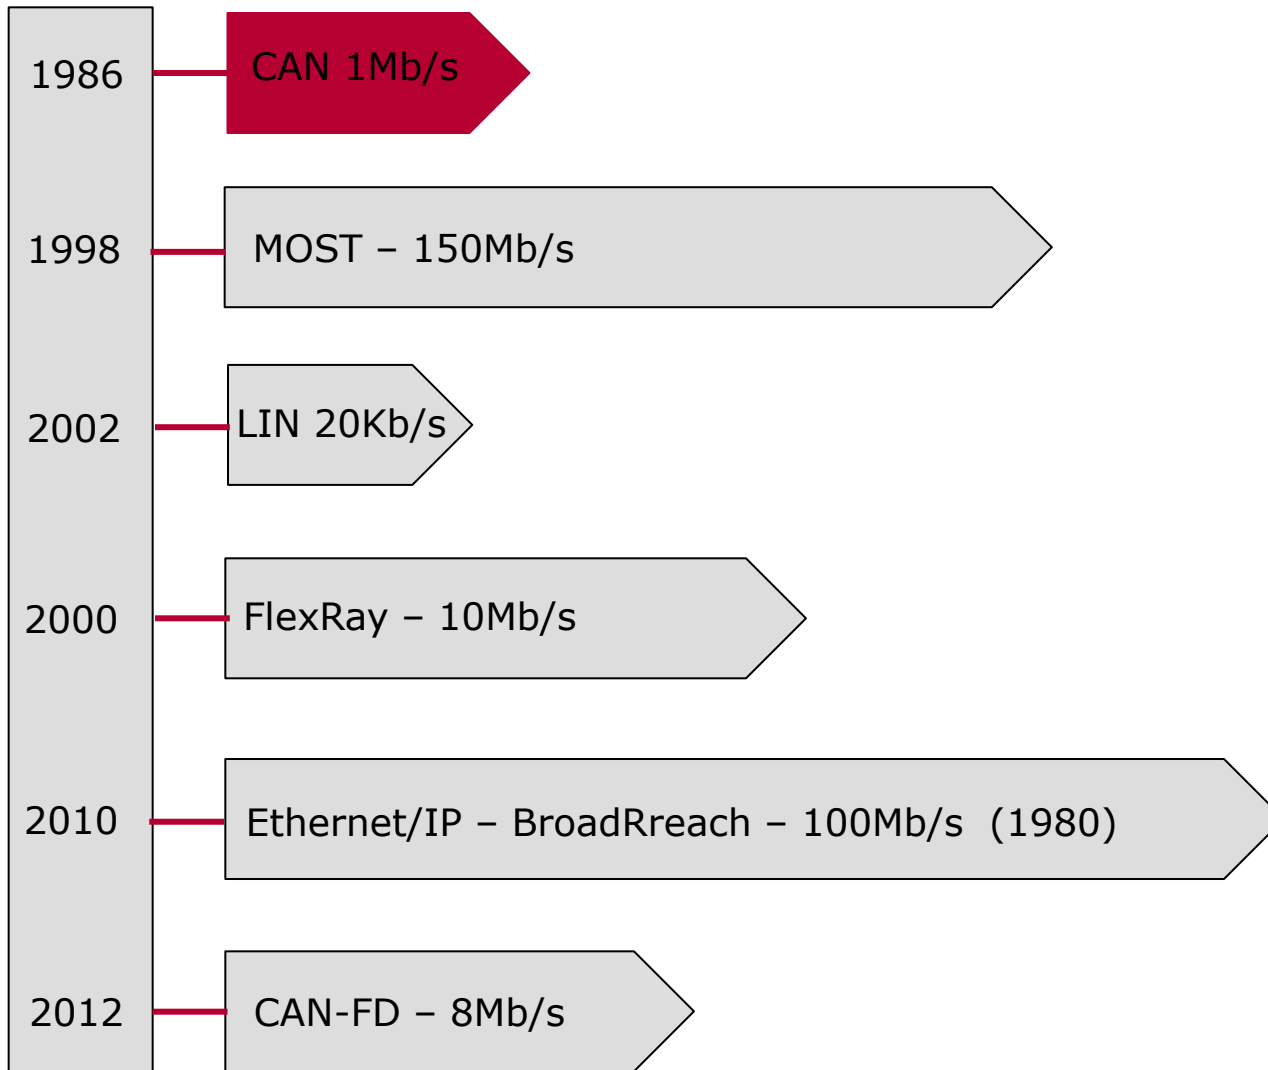 1986
CAN 1Mb/s
1998
MOST – 150Mb/s
2002
LIN 20Kb/s
2000
FlexRay – 10Mb/s
2010
Ethernet/IP – BroadRreach – 100Mb/s (1980)
2012
CAN-FD – 8Mb/s